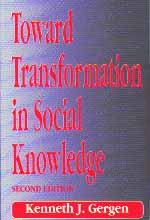 Toward
Transformation
in Social
Knowledge
SECOND EDITION
Kenneth J. Gergen